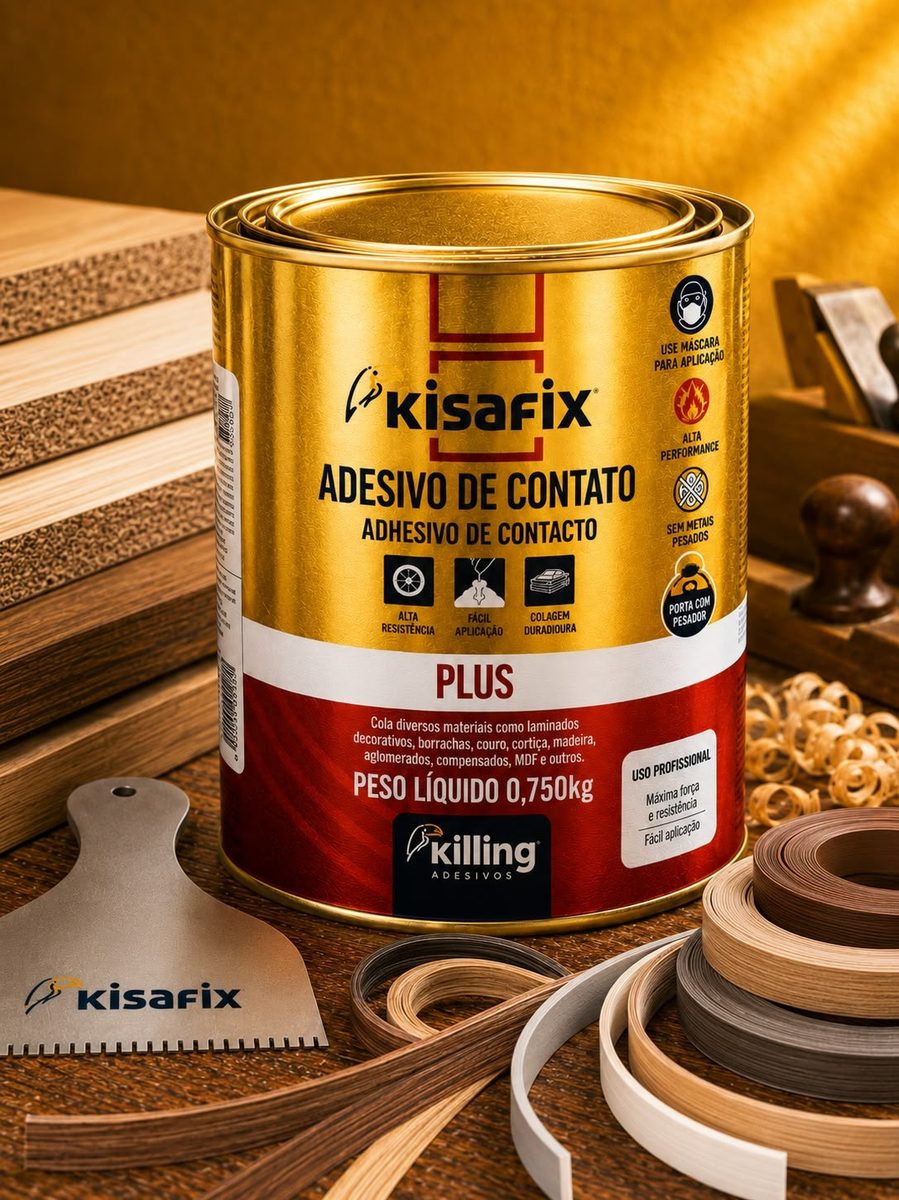 Kisafix®
ADESIVO DE CONTATO
ADHESIVO DE CONTACTO
ALTA
RESISTÊNCIA
FÁCIL
APLICAÇÃO
COLAGEM
DURADIOURA
USE MÁSCARA
PARA APLICAÇÃO
ALTA
PERFORMANCE
SEM METAIS
PESADOS
PORTA COM
PESADOR
PLUS
Cola diversos materiais como laminados
decorativos, borrachas, couro, cortiça, madeira,
aglomerados, compensados, MDF e outros.
PESO LÍQUIDO 0,750kg
USO PROFISSIONAL
Máxima força
e resistência
Fácil aplicação
killing®
ADESIVOS
Kisafix